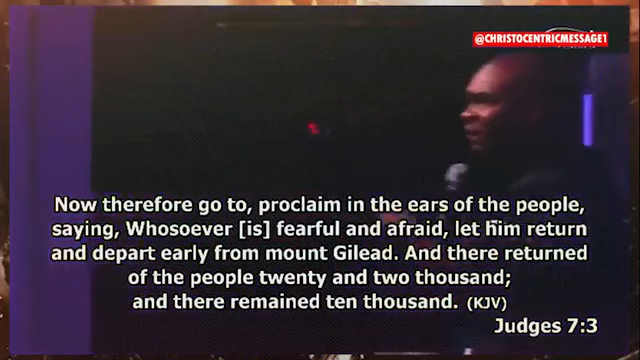 @CHRISTOCENTRICMESSAGE1
Now therefore go to, proclaim in the ears of the people,
saying, Whosoever [is] fearful and afraid, let him return
and depart early from mount Gilead. And there returned
of the people twenty and two thousand;
and there remained ten thousand. (KJV)
Judges 7:3